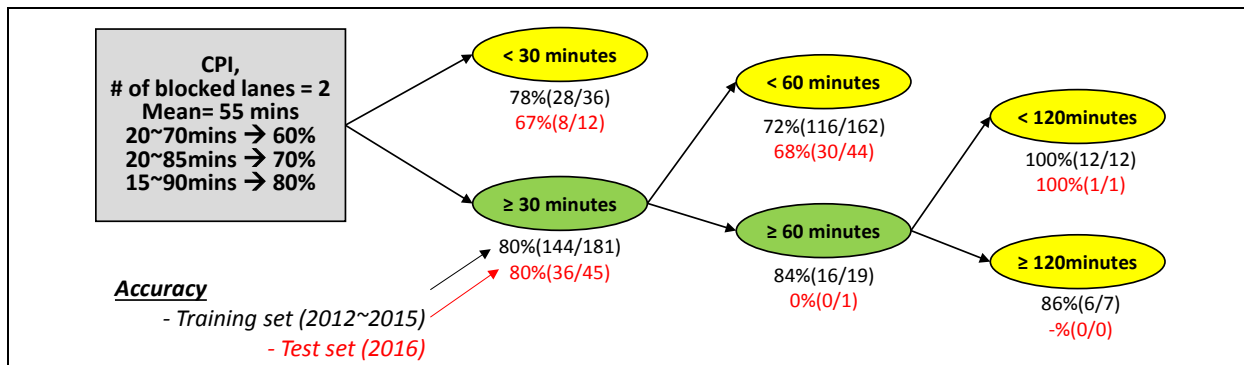 CPI,
# of blocked lanes = 2
Mean= 55 mins
20~70mins → 60%
20~85mins → 70%
15~90mins → 80%
< 30 minutes
78%(28/36)
67%(8/12)
≥ 30 minutes
80%(144/181)
80%(36/45)
< 60 minutes
72%(116/162)
68%(30/44)
≥ 60 minutes
84%(16/19)
0%(0/1)
< 120minutes
100%(12/12)
100%(1/1)
≥ 120minutes
86%(6/7)
-%(0/0)
Accuracy
- Training set (2012~2015)
- Test set (2016)